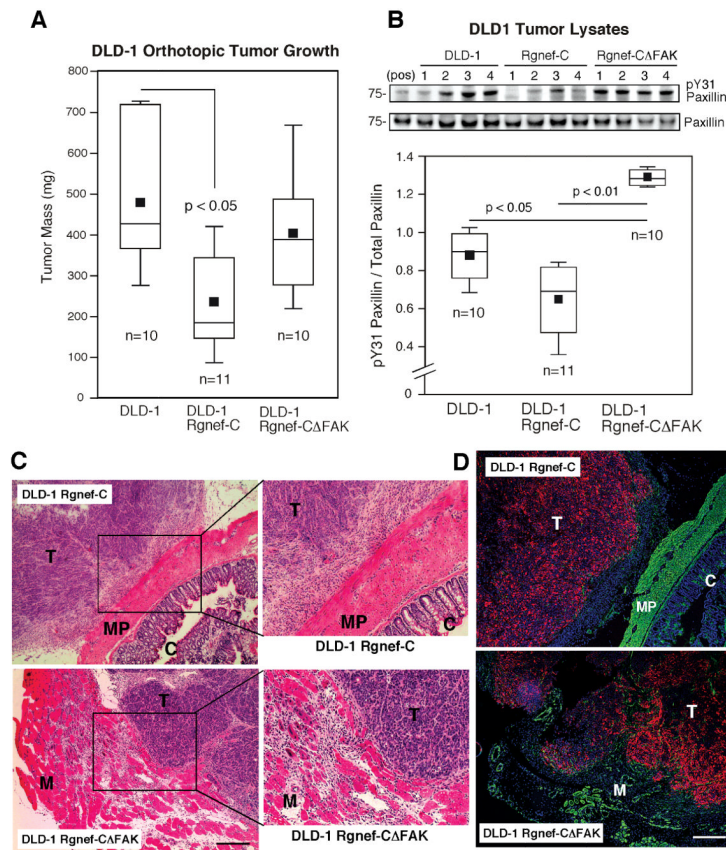 A
DLD-1 Orthotopic Tumor Growth
800
700
600
500
400
300
200
100
0
Tumor Mass (mg)
p < 0.05
n=10
n=11
n=10
DLD-1
DLD-1
Rgnef-C
DLD-1
Rgnef-CΔFAK
B
DLD1 Tumor Lysates
DLD-1
Rgnef-C
Rgnef-CΔFAK
(pos) 1 2 3 4 1 2 3 4 1 2 3 4
75-
pY31
Paxillin
75-
Paxillin
1.4
1.2
1.0
0.8
0.6
0.4
0
pY31 Paxillin / Total Paxillin
p < 0.05
p < 0.01
n=10
n=11
n=10
DLD-1
DLD-1
Rgnef-C
DLD-1
Rgnef-CΔFAK
C
DLD-1 Rgnef-C
T
MP
C
T
MP
C
DLD-1 Rgnef-C
T
M
DLD-1 Rgnef-CΔFAK
T
M
DLD-1 Rgnef-CΔFAK
D
DLD-1 Rgnef-C
T
C
MP
T
M
DLD-1 Rgnef-CΔFAK